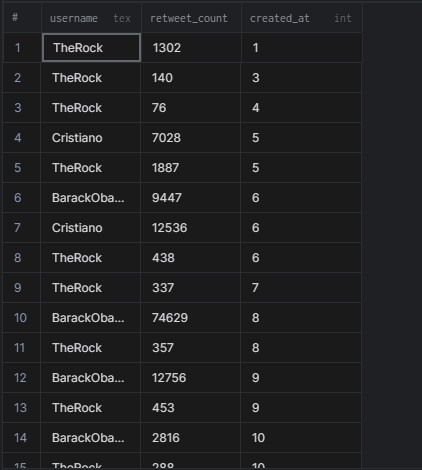 # username tex retweet_count created_at int
1 TheRock 1302 1
2 TheRock 140 3
3 TheRock 76 4
4 Cristiano 7028 5
5 TheRock 1887 5
6 BarackOba... 9447 6
7 Cristiano 12536 6
8 TheRock 438 6
9 TheRock 337 7
10 BarackOba... 74629 8
11 TheRock 357 8
12 BarackOba... 12756 9
13 TheRock 453 9
14 BarackOba... 2816 10
15 TheRock 288 10